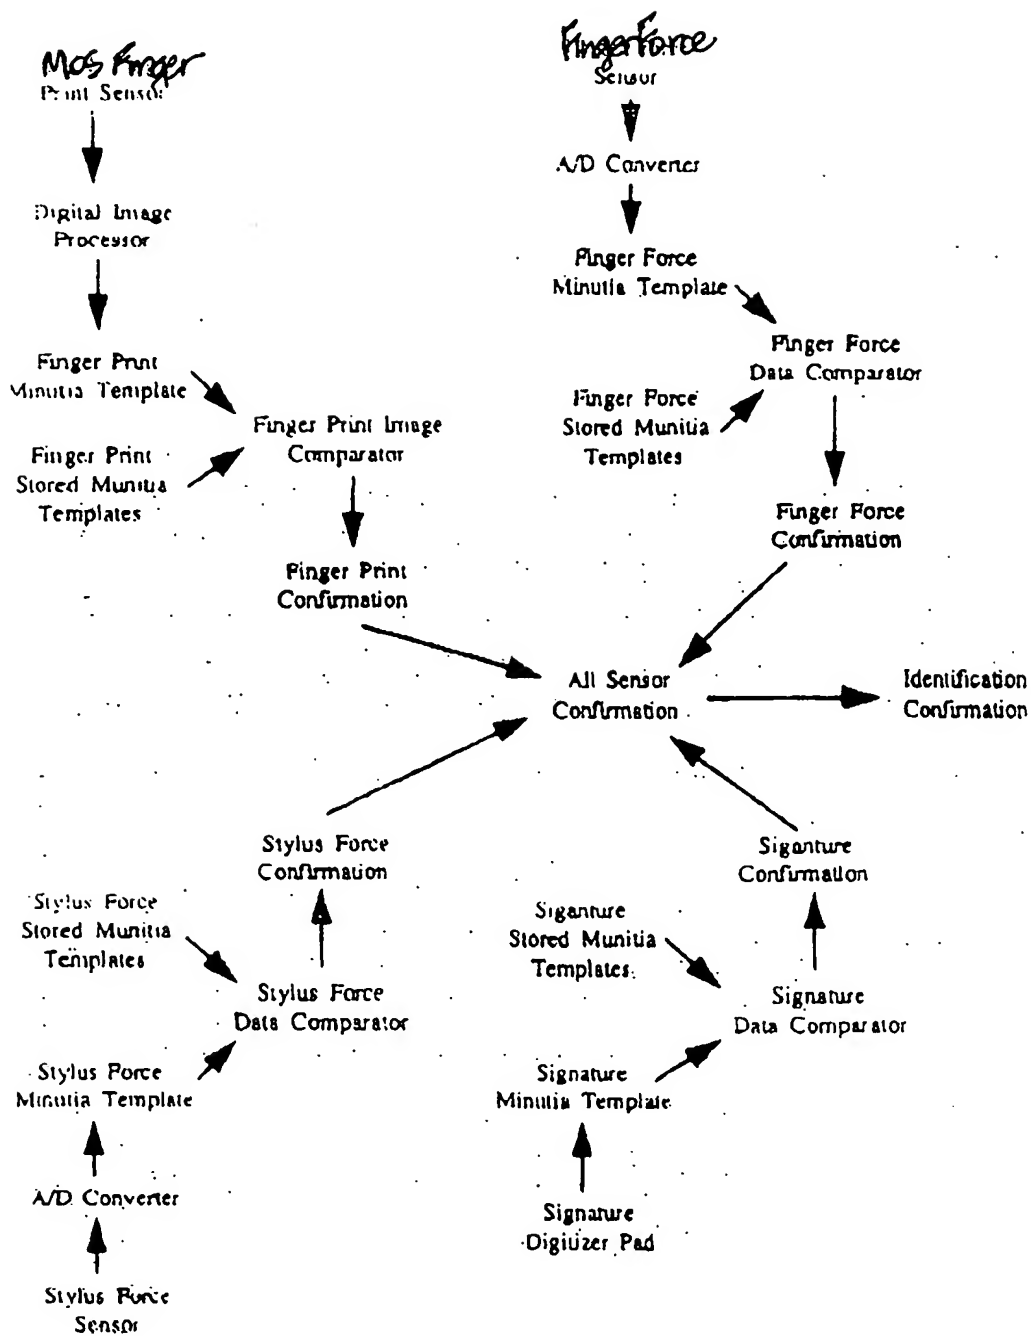 MOS Finger
Print Sensor
Digital Image
Processor
Finger Print
Minutia Template
Finger Print
Stored Munitia
Templates
Finger Print Image
Comparator
Finger Print
Confirmation
FingerForce
Sensor
A/D Converter
Finger Force
Minutia Template
Finger Force
Stored Munitia
Templates
Finger Force
Data Comparator
Finger Force
Confirmation
All Sensor
Confirmation
Identification
Confirmation
Stylus Force
Confirmation
Stylus Force
Stored Munitia
Templates
Stylus Force
Data Comparator
Stylus Force
Minutia Template
A/D Converter
Stylus Force
Sensor
Siganture
Confirmation
Siganture
Stored Munitia
Templates
Signature
Data Comparator
Signature
Minutia Template
Signature
Digitizer Pad